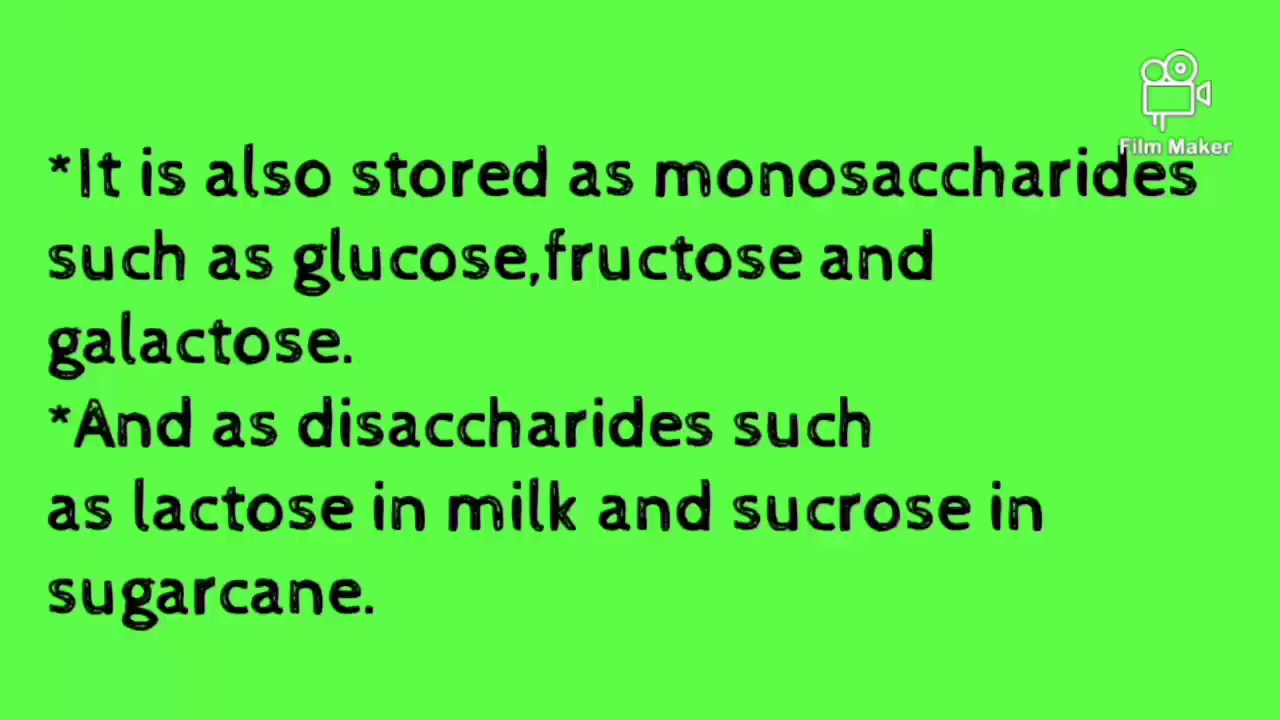 Film Maker
*It is also stored as monosaccharides
such as glucose,fructose and
galactose.
*And as disaccharides such
as lactose in milk and sucrose in
sugarcane.